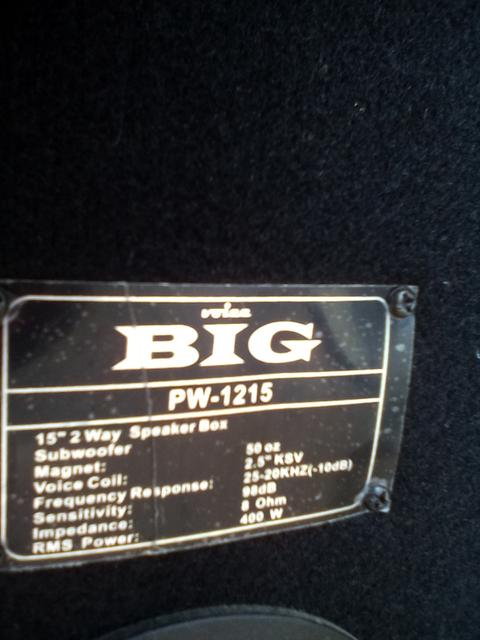 BIG
PW-1215
15" 2 Way Speaker Box
Subwoofer
Magnet: 50 oz
Voice Coil: 2.5" KSV
Frequency Response: 25-20KHZ(-10dB)
Sensitivity: 98dB
Impedance: 8 Ohm
RMS Power: 400 W